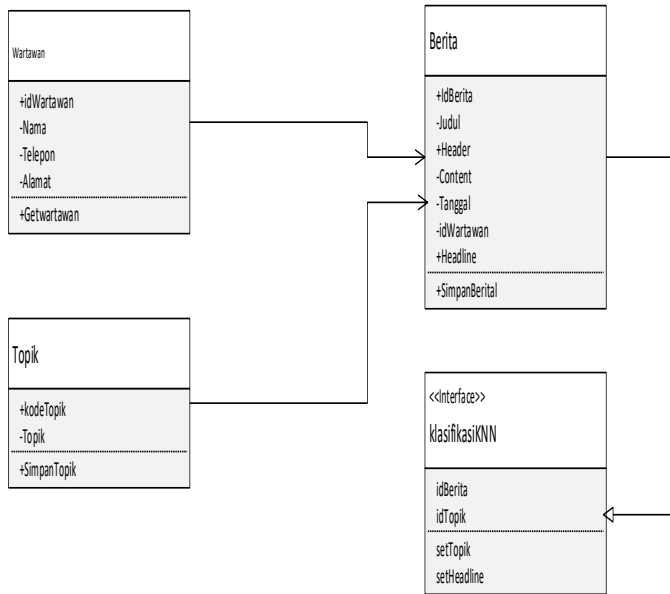 Wartawan
+idWartawan
-Nama
-Telepon
-Alamat
+Getwartawan
Topik
+kodeTopik
-Topik
+SimpanTopik
Berita
+IdBerita
-Judul
+Header
-Content
-Tanggal
-idWartawan
+Headline
+SimpanBerital
<<Interface>>
klasifikasiKNN
idBerita
idTopik
setTopik
setHeadline